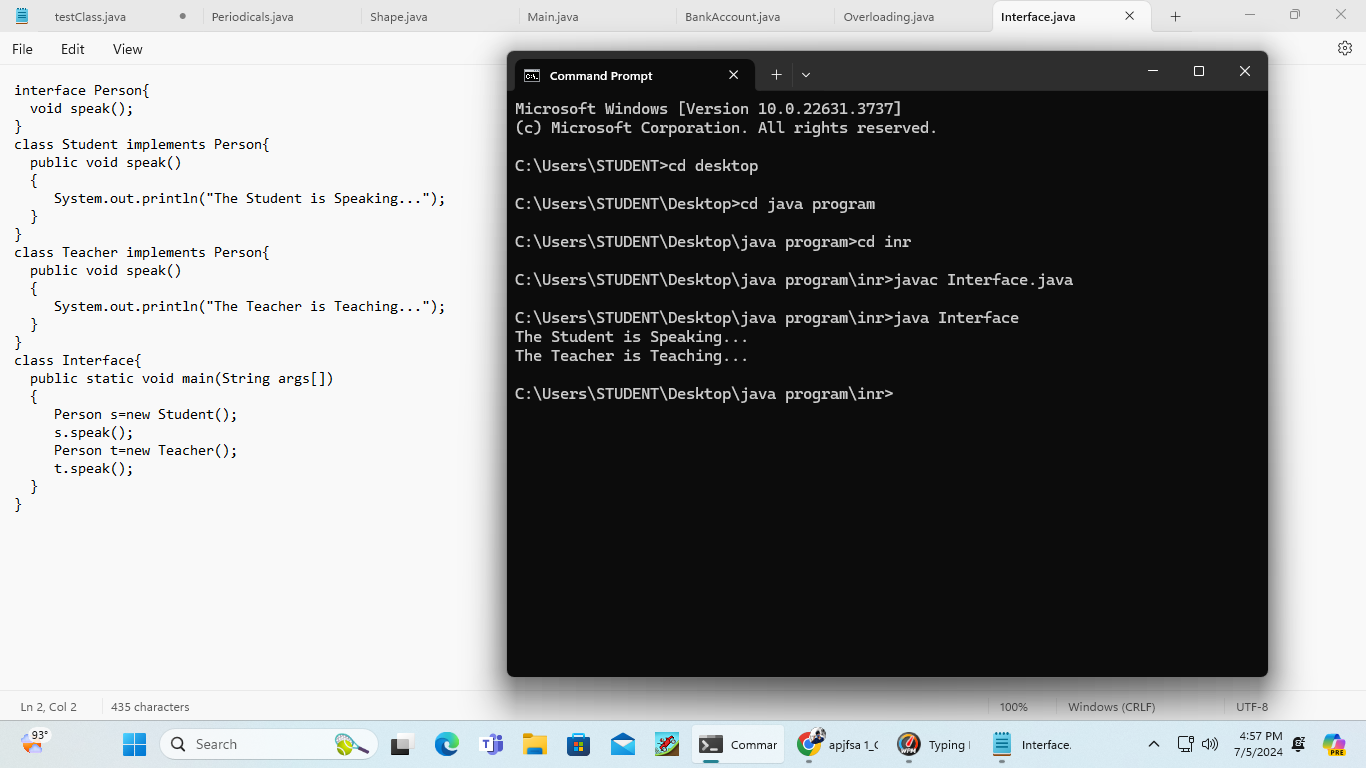 testClass.java
Periodicals.java
Shape.java
Main.java
BankAccount.java
Overloading.java
Interface.java
File
Edit
View
interface Person{
void speak();
}
class Student implements Person{
public void speak()
{
System.out.println("The Student is Speaking...");
}
}
class Teacher implements Person{
public void speak()
{
System.out.println("The Teacher is Teaching...");
}
}
class Interface{
public static void main(String args[])
{
Person s=new Student();
s.speak();
Person t=new Teacher();
t.speak();
}
}
Command Prompt
Microsoft Windows [Version 10.0.22631.3737]
(c) Microsoft Corporation. All rights reserved.
C:\Users\STUDENT>cd desktop
C:\Users\STUDENT\Desktop>cd java program
C:\Users\STUDENT\Desktop\java program>cd inr
C:\Users\STUDENT\Desktop\java program\inr>javac Interface.java
C:\Users\STUDENT\Desktop\java program\inr>java Interface
The Student is Speaking...
The Teacher is Teaching...
C:\Users\STUDENT\Desktop\java program\inr>
Ln 2, Col 2
435 characters
100%
Windows (CRLF)
UTF-8
93°
Search
Commar
apjfsa 1_C
Typing
Interface.
4:57 PM
7/5/2024
PRE